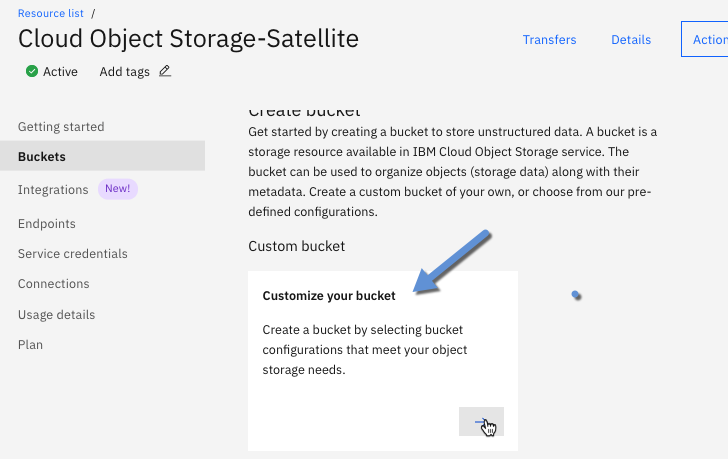 Resource list /
Cloud Object Storage-Satellite
Transfers
Details
Action
Active
Add tags
Getting started
Buckets
Integrations New!
Endpoints
Service credentials
Connections
Usage details
Plan
Create bucket
Get started by creating a bucket to store unstructured data. A bucket is a
storage resource available in IBM Cloud Object Storage service. The
bucket can be used to organize objects (storage data) along with their
metadata. Create a custom bucket of your own, or choose from our pre-
defined configurations.
Custom bucket
Customize your bucket
Create a bucket by selecting bucket
configurations that meet your object
storage needs.